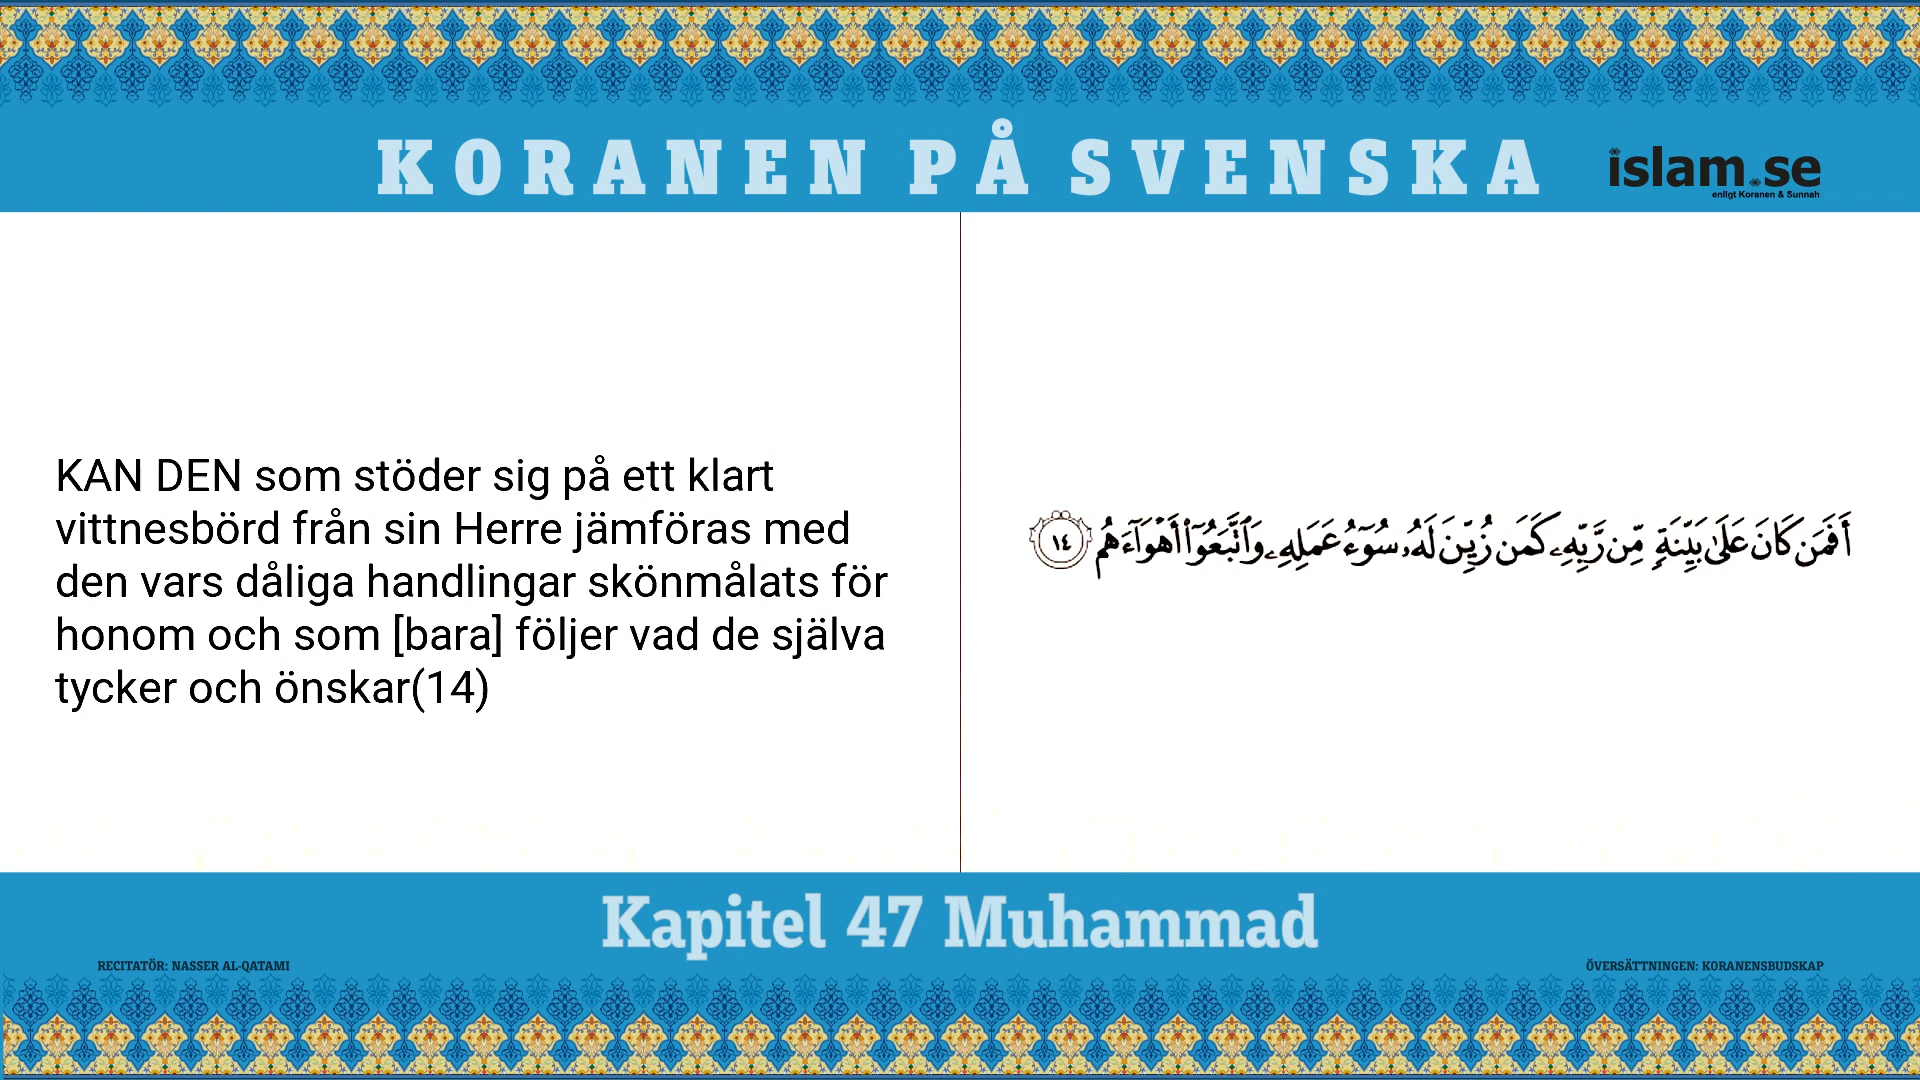 KORANEN PÅ SVENSKA
islam.se
enligt Koranen & Sunnah
KAN DEN som stöder sig på ett klart
vittnesbörd från sin Herre jämföras med
den vars dåliga handlingar skönmålats för
honom och som [bara] följer vad de själva
tycker och önskar(14)
أَفَمَن كَانَ عَلَىٰ بَيِّنَةٍ مِّن رَّبِّهِۦ كَمَن زُيِّنَ لَهُۥ سُوٓءُ عَمَلِهِۦ وَٱتَّبَعُوٓا۟ أَهْوَآءَهُم ١٤
Kapitel 47 Muhammad
RECITATÖR: NASSER AL-QATAMI
ÖVERSÄTTNINGEN: KORANENSBUDSKAP